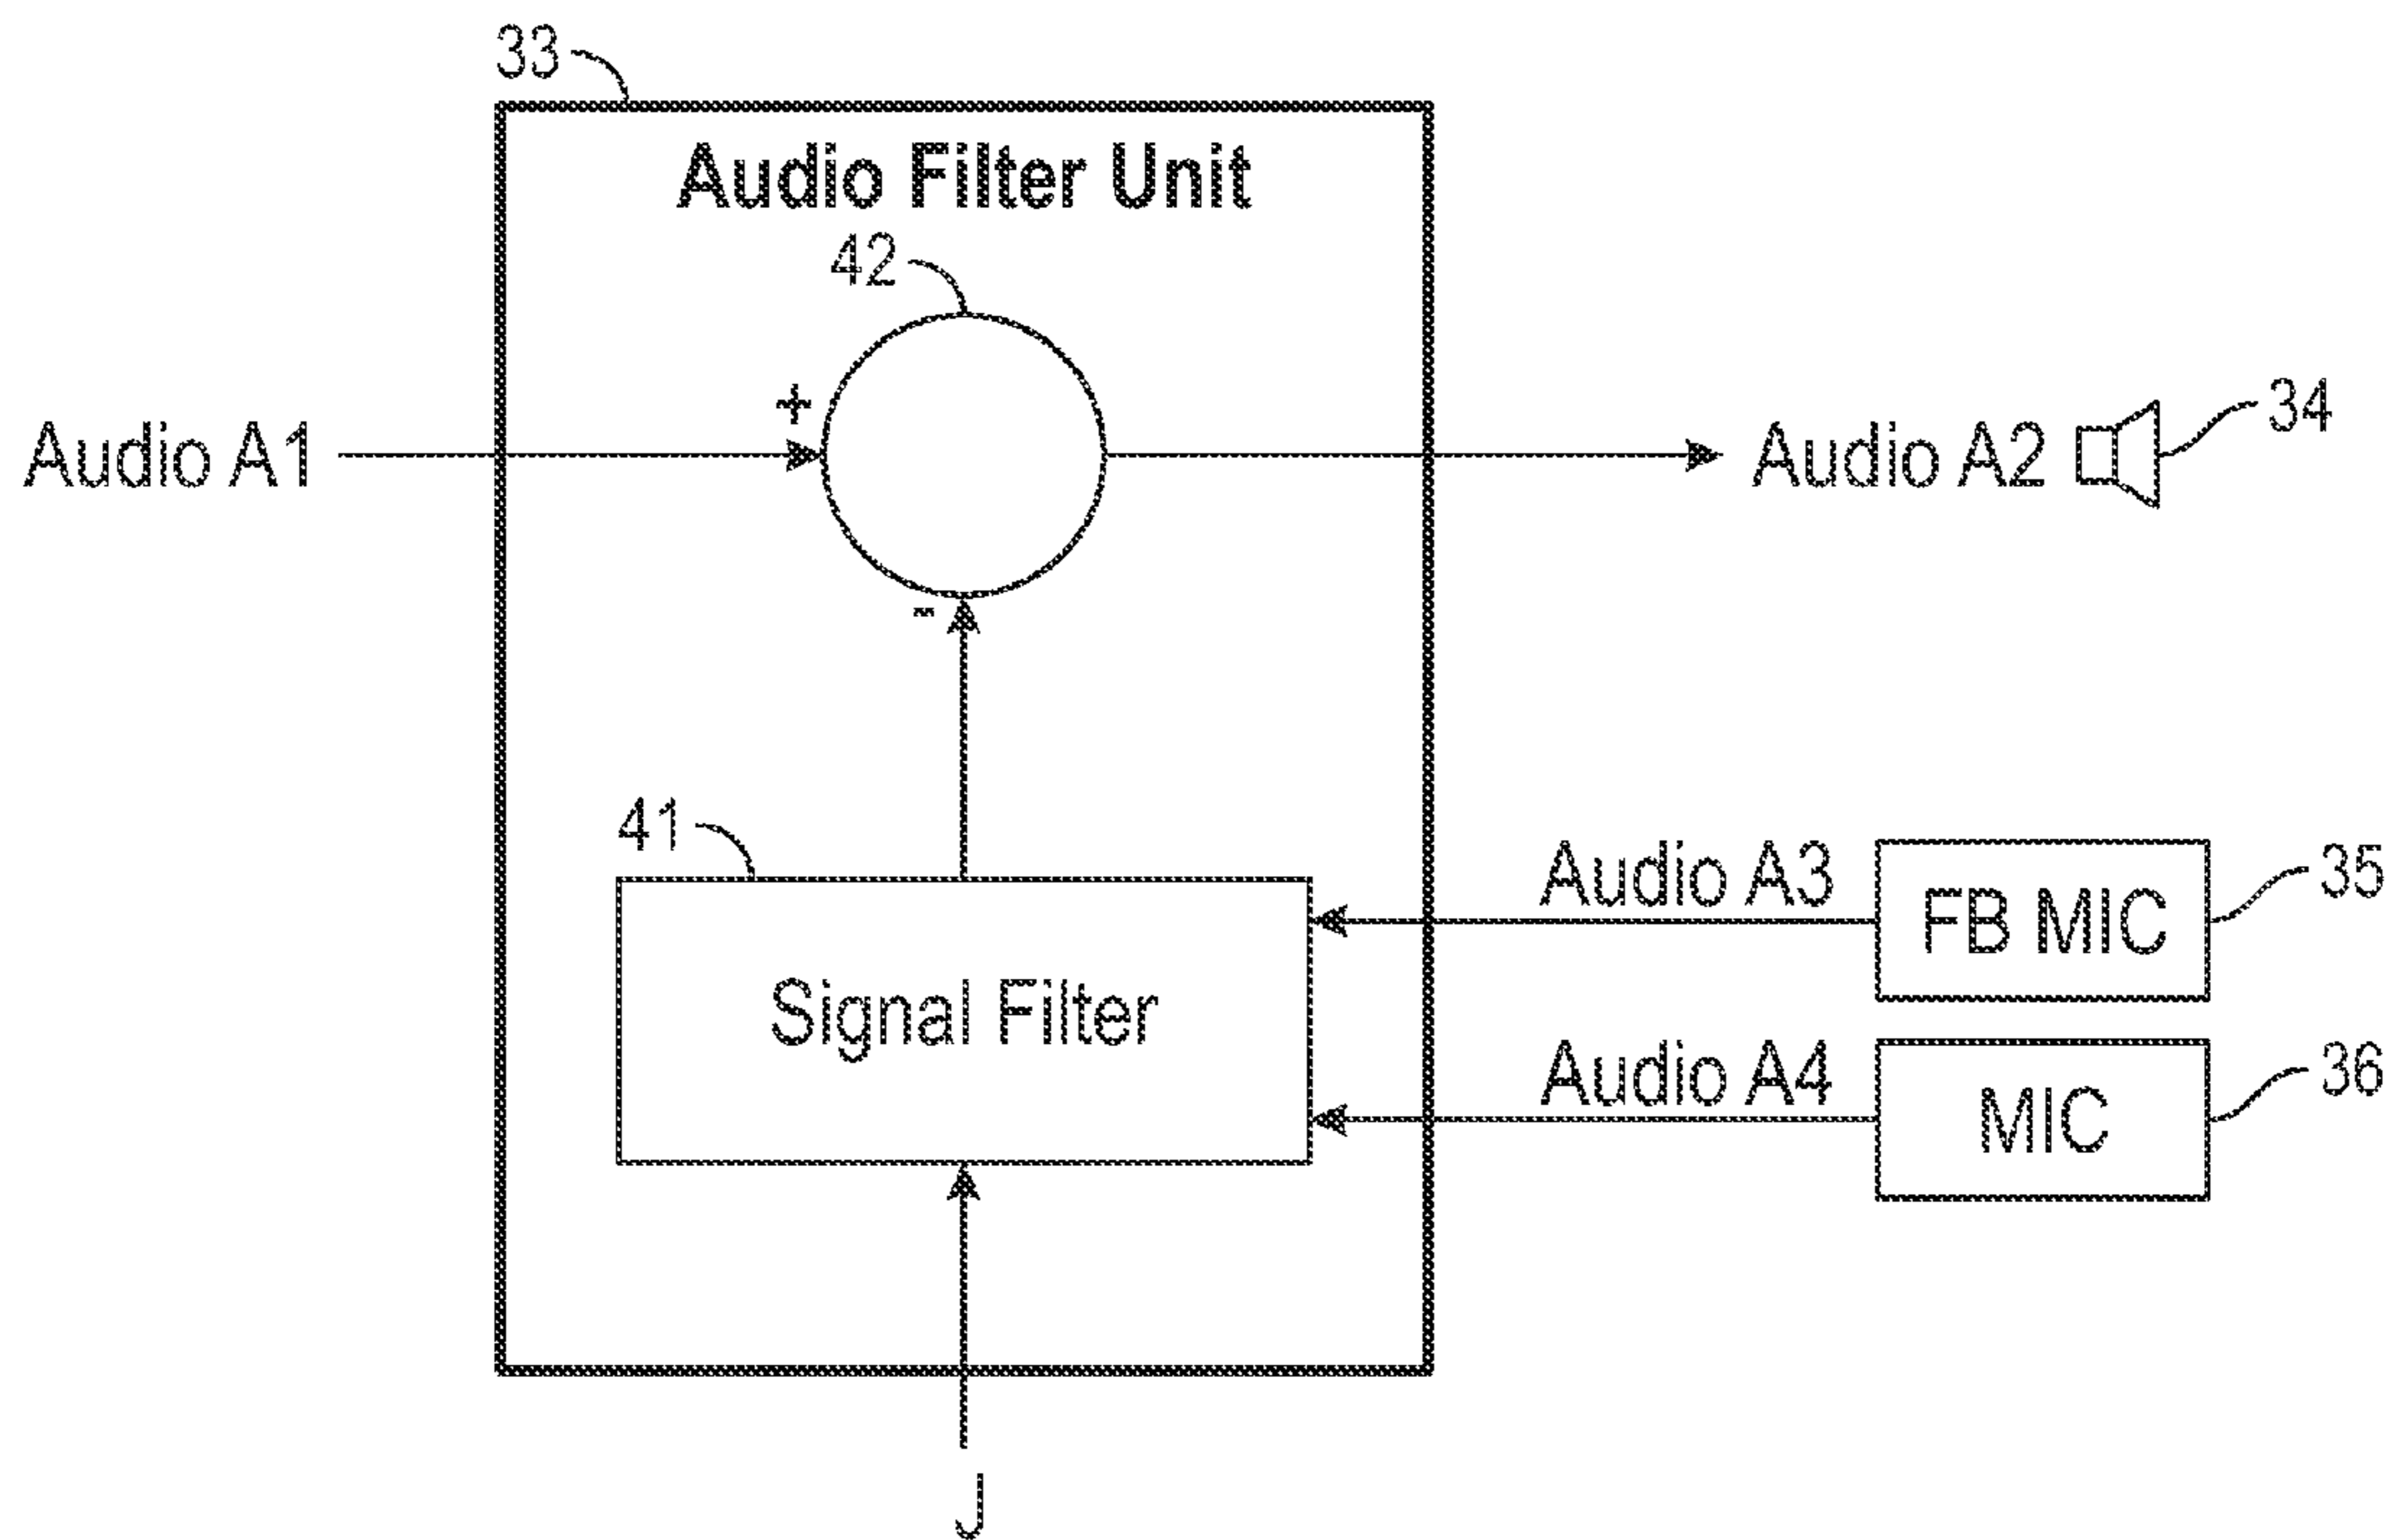 33
Audio Filter Unit
42
+
Audio A1
Audio A2
34
-
41
Audio A3
FB MIC
35
Signal Filter
Audio A4
MIC
36
J